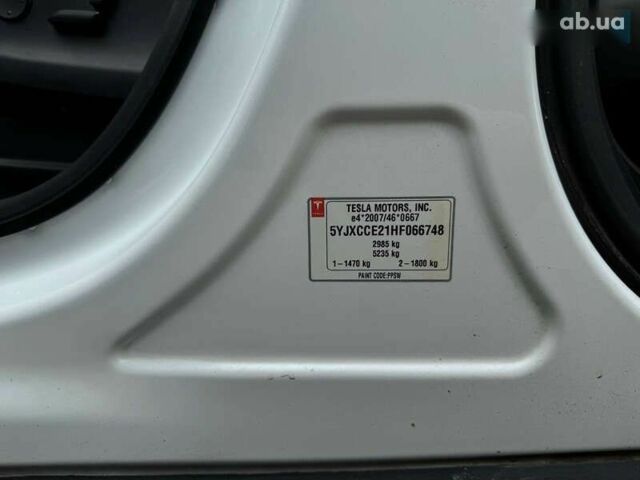 ab.ua
TESLA MOTORS, INC.
e4*2007/46*0667
5YJXCCE21HF066748
2985 kg
5235 kg
1-1470 kg 2-1800 kg
PAINT CODE:PPSW